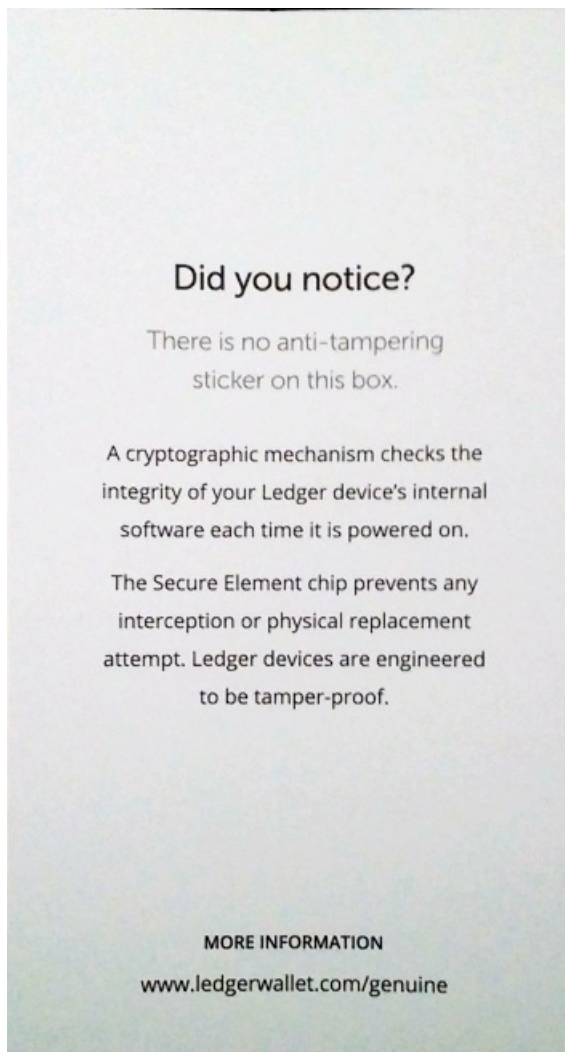 Did you notice?
There is no anti-tampering
sticker on this box.
A cryptographic mechanism checks the
integrity of your Ledger device's internal
software each time it is powered on.
The Secure Element chip prevents any
interception or physical replacement
attempt. Ledger devices are engineered
to be tamper-proof.
MORE INFORMATION
www.ledgerwallet.com/genuine